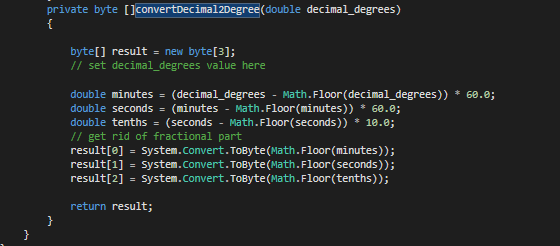 private byte []convertDecimal2Degree(double decimal_degrees)
{
byte[] result = new byte[3];
// set decimal_degrees value here
double minutes = (decimal_degrees - Math.Floor(decimal_degrees)) * 60.0;
double seconds = (minutes - Math.Floor(minutes)) * 60.0;
double tenths = (seconds - Math.Floor(seconds)) * 10.0;
// get rid of fractional part
result[0] = System.Convert.ToByte(Math.Floor(minutes));
result[1] = System.Convert.ToByte(Math.Floor(seconds));
result[2] = System.Convert.ToByte(Math.Floor(tenths));
return result;
}
}